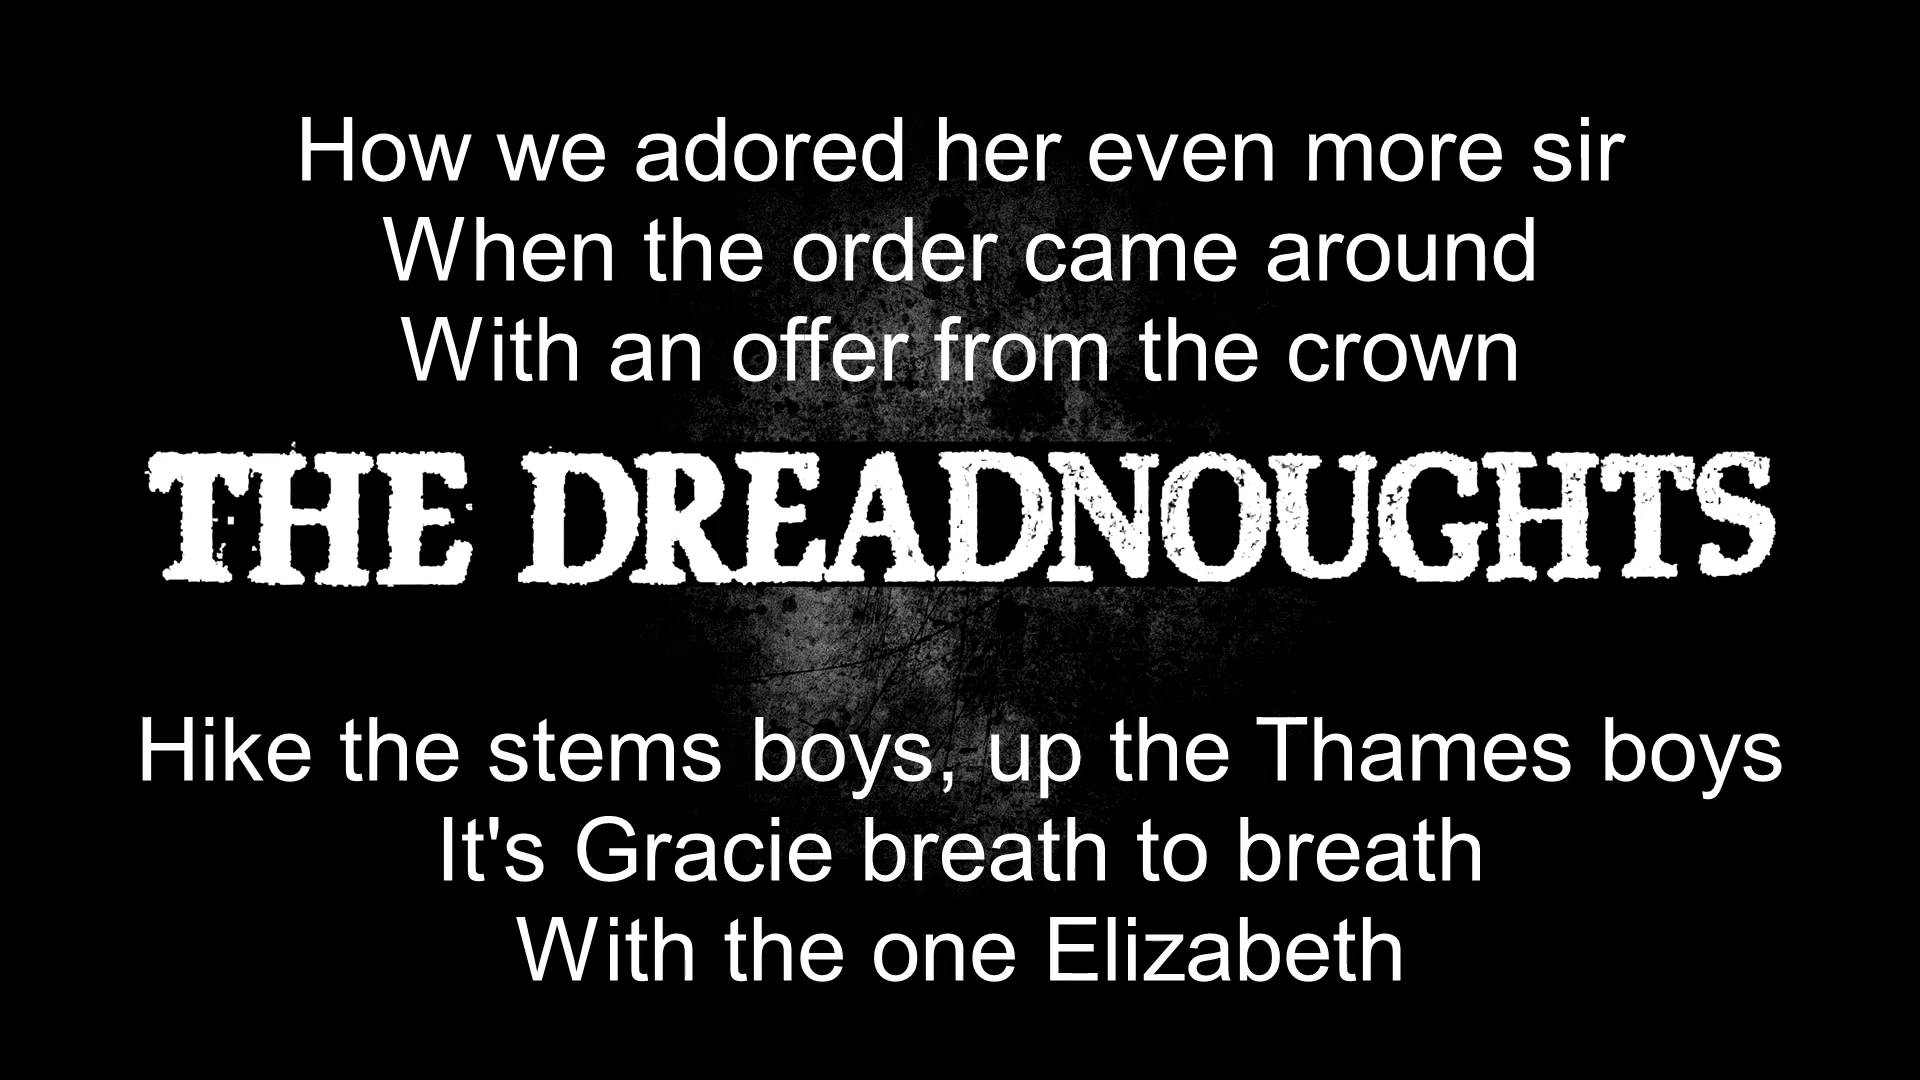 How we adored her even more sir
When the order came around
With an offer from the crown
THE DREADNOUGHTS
Hike the stems boys, up the Thames boys
It's Gracie breath to breath
With the one Elizabeth